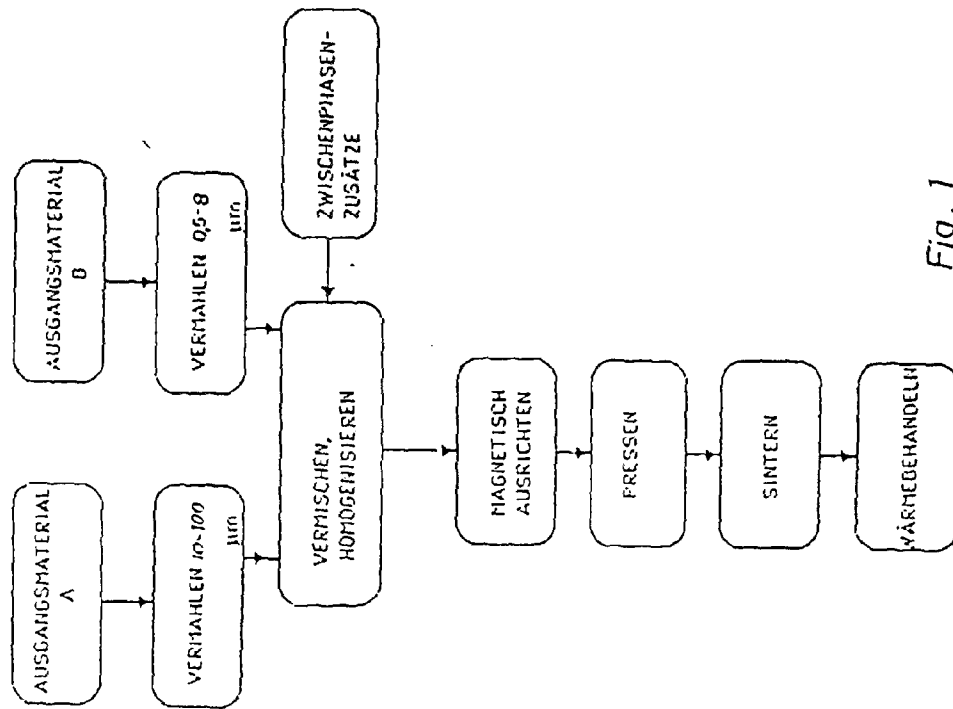 AUSGANGSMATERIAL
A
AUSGANGSMATERIAL
B
VERMAHLEN 10-100
µm
VERMAHLEN 0,5-8
µm
VERMISCHEN,
HOMOGENISIEREN
ZWISCHENPHASEN-
ZUSÄTZE
MAGNETISCH
AUSRICHTEN
PRESSEN
SINTERN
WÄRMEBEHANDELN
Fig. 1